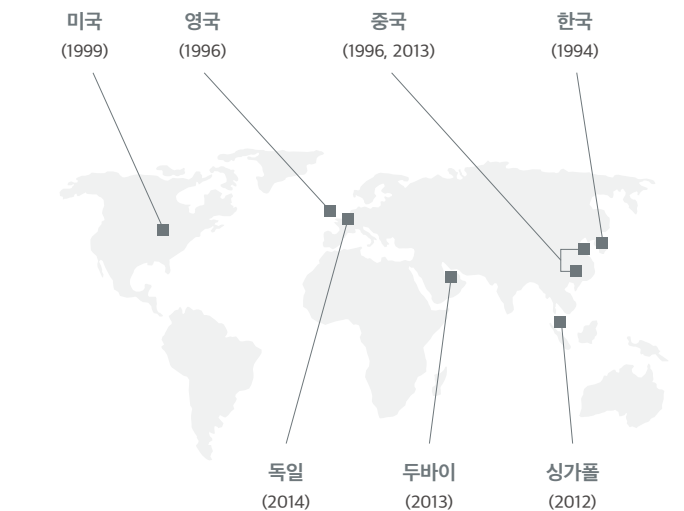 미국
(1999)
영국
(1996)
중국
(1996, 2013)
한국
(1994)
독일
(2014)
두바이
(2013)
싱가폴
(2012)